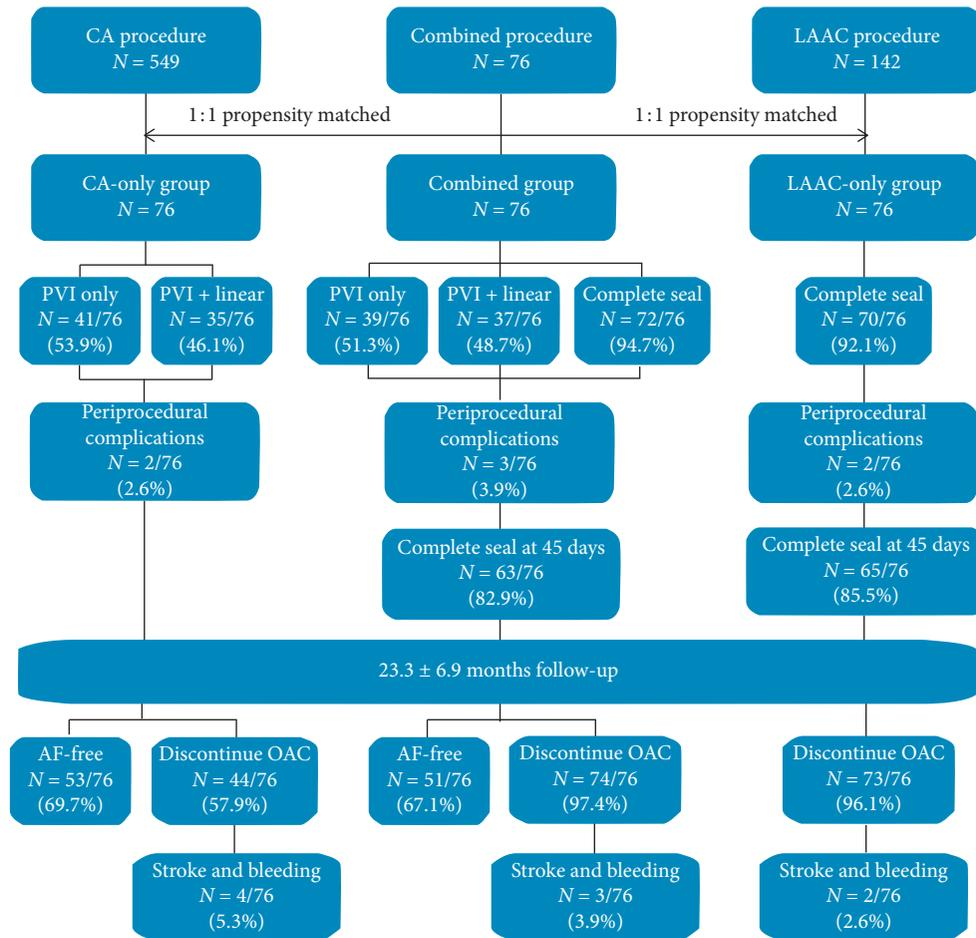 CA procedure
N = 549
Combined procedure
N = 76
LAAC procedure
N = 142
1 : 1 propensity matched
1 : 1 propensity matched
CA-only group
N = 76
Combined group
N = 76
LAAC-only group
N = 76
PVI only
N = 41/76
(53.9%)
PVI + linear
N = 35/76
(46.1%)
PVI only
N = 39/76
(51.3%)
PVI + linear
N = 37/76
(48.7%)
Complete seal
N = 72/76
(94.7%)
Complete seal
N = 70/76
(92.1%)
Periprocedural
complications
N = 2/76
(2.6%)
Periprocedural
complications
N = 3/76
(3.9%)
Periprocedural
complications
N = 2/76
(2.6%)
Complete seal at 45 days
N = 63/76
(82.9%)
Complete seal at 45 days
N = 65/76
(85.5%)
23.3 ± 6.9 months follow-up
AF-free
N = 53/76
(69.7%)
Discontinue OAC
N = 44/76
(57.9%)
AF-free
N = 51/76
(67.1%)
Discontinue OAC
N = 74/76
(97.4%)
Discontinue OAC
N = 73/76
(96.1%)
Stroke and bleeding
N = 4/76
(5.3%)
Stroke and bleeding
N = 3/76
(3.9%)
Stroke and bleeding
N = 2/76
(2.6%)